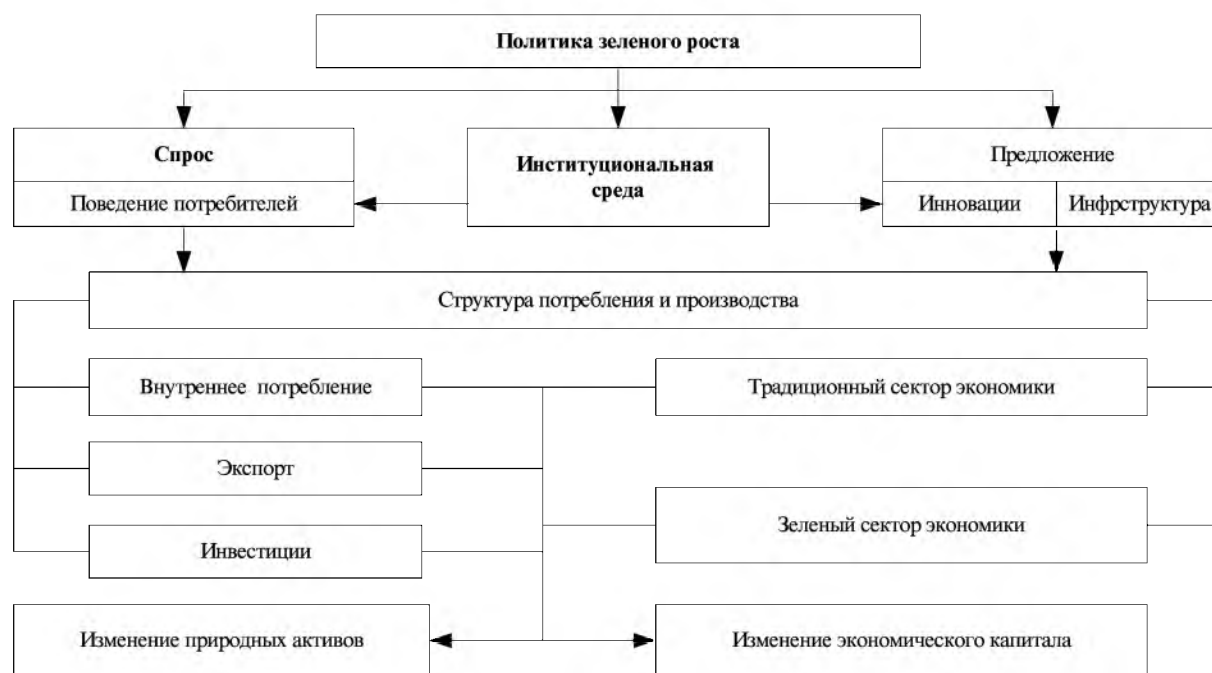 Политика зеленого роста
Спрос
Поведение потребителей
Институциональная
среда
Предложение
Инновации
Инфрструктура
Структура потребления и производства
Внутреннее потребление
Традиционный сектор экономики
Экспорт
Зеленый сектор экономики
Инвестиции
Изменение природных активов
Изменение экономического капитала